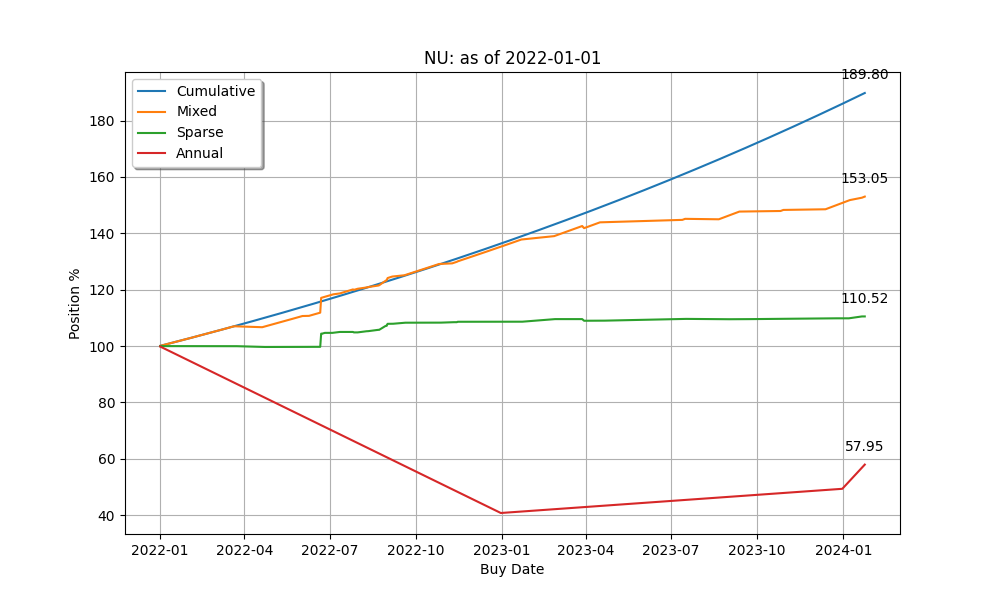 NU: as of 2022-01-01
189.80
Cumulative
Mixed
Sparse
Annual
180
160
140
120
100
80
60
40
153.05
110.52
57.95
Position %
2022-01 2022-04 2022-07 2022-10 2023-01 2023-04 2023-07 2023-10 2024-01
Buy Date